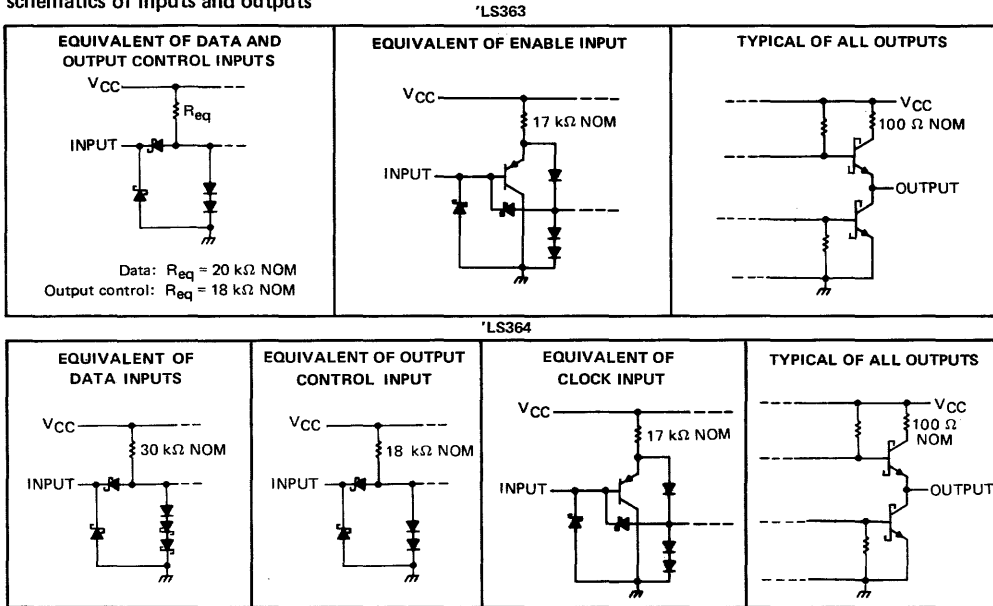 schematics of inputs and outputs
'LS363
EQUIVALENT OF DATA AND
OUTPUT CONTROL INPUTS
VCC
Req
INPUT
Data: Req = 20 kΩ NOM
Output control: Req = 18 kΩ NOM
EQUIVALENT OF ENABLE INPUT
VCC
17 kΩ NOM
INPUT
TYPICAL OF ALL OUTPUTS
VCC
100 Ω NOM
OUTPUT
'LS364
EQUIVALENT OF
DATA INPUTS
VCC
30 kΩ NOM
INPUT
EQUIVALENT OF OUTPUT
CONTROL INPUT
VCC
18 kΩ NOM
INPUT
EQUIVALENT OF
CLOCK INPUT
VCC
17 kΩ NOM
INPUT
TYPICAL OF ALL OUTPUTS
VCC
100 Ω
NOM
OUTPUT